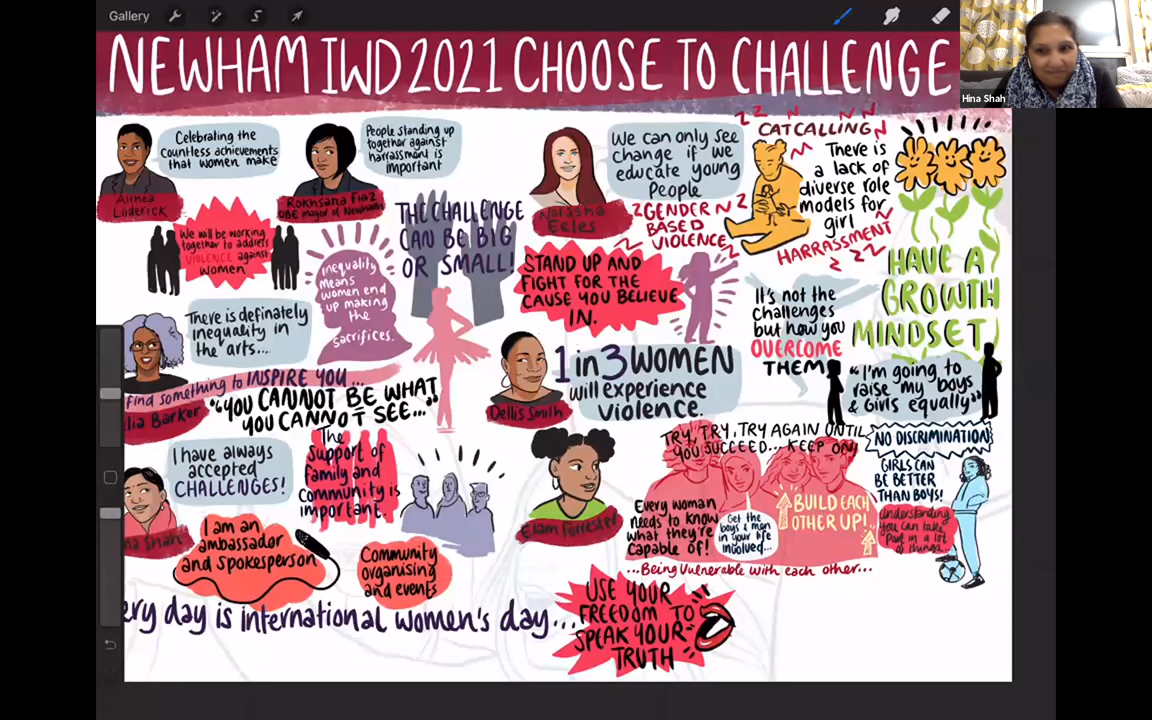 Gallery
Hina Shah
NEWHAM IWD 2021 CHOOSE TO CHALLENGE
Celebrating the
countless achievements
that women make
Loderick
People standing up
together against
harrassment is
important
Rokhsana Fiaz
OBE mayor of Newham
We will be working
together to address
VIOLENCE against
women
inequality
means
women end
up making
the
sacrifices.
THE CHALLENGE
CAN BE BIG
OR SMALL!
There is definately
inequality in
the arts...
Find something to INSPIRE YOU...
lia Barker
"YOU CANNOT BE WHAT
YOU CANNOT SEE..."
I have always
accepted
CHALLENGES!
na Shah
The
Support of
family and
community is
important.
I am an
ambassador
and spokesperson
Community
organising
and events
ery day is international women's day...
Natasha
Eccles
We can only see
change if we
educate young
People
GENDER
BASED
VIOLENCE
STAND UP AND
FIGHT FOR THE
CAUSE YOU BELIEVE
IN.
CATCALLING
There is
a lack of
diverse role
models for
girl
HARRASSMENT
HAVE A
GROWTH
MINDSET
It's not the
challenges
but how you
OVERCOME
THEM
Dellis Smith
1 in 3 WOMEN
will experience
violence.
"I'm going to
raise my boys
& Girls equally"
Elam Forrester
TRY, TRY, TRY AGAIN UNTIL
YOU SUCCEED... KEEP ON!
Every woman
needs to know
what they're
capable of!
Get the
boys & men
in your life
involved...
BUILD EACH
OTHER UP!
...Being Vulnerable with each other...
NO DISCRIMINATION
GIRLS CAN
BE BETTER
THAN BOYS!
Understanding
you can take
part in a lot
of things...
USE YOUR
FREEDOM TO
SPEAK YOUR
TRUTH